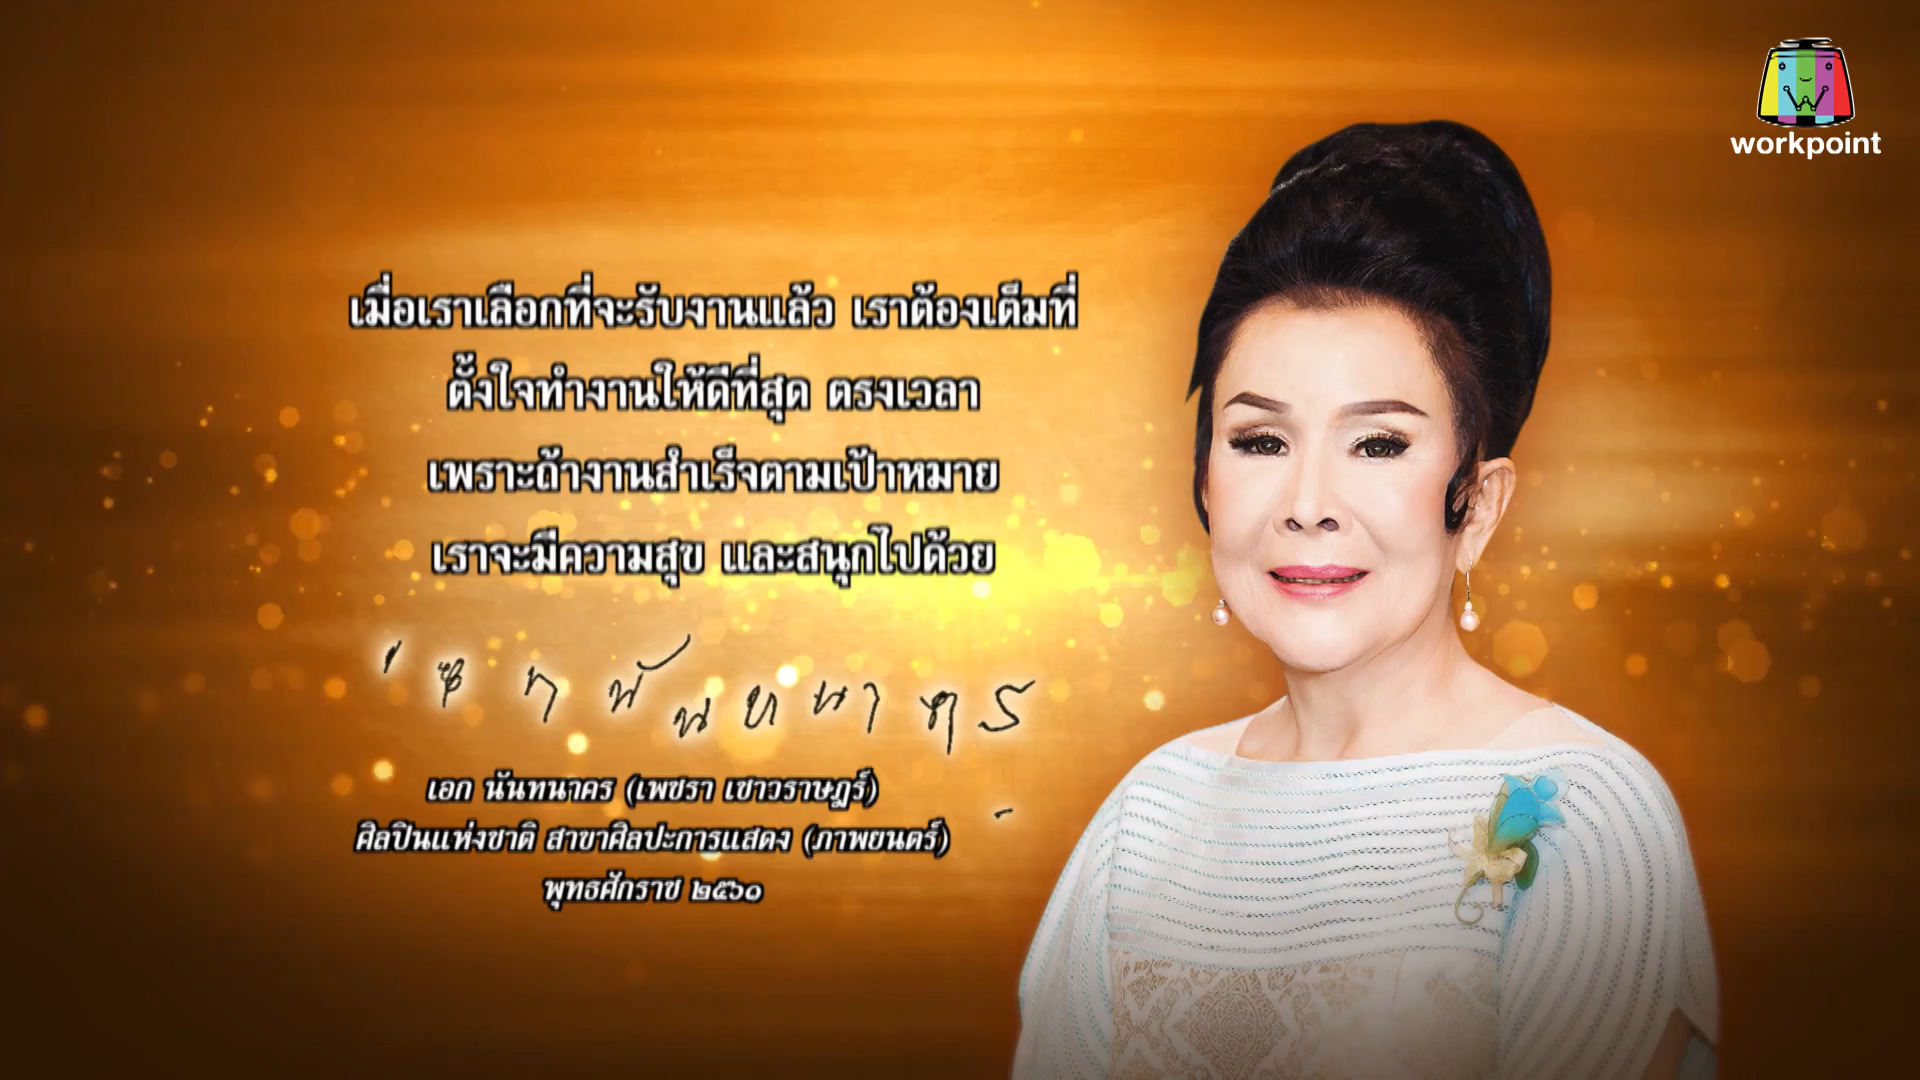 workpoint
เมื่อเราเลือกที่จะรับงานแล้ว เราต้องเต็มที่
ตั้งใจทำงานให้ดีที่สุด ตรงเวลา
เพราะถ้างานสำเร็จตามเป้าหมาย
เราจะมีความสุข และสนุกไปด้วย
เอก นันทนาคร (เพชรา เชาวราษฎร์)
ศิลปินแห่งชาติ สาขาศิลปะการแสดง (ภาพยนตร์)
พุทธศักราช ๒๕๖๑